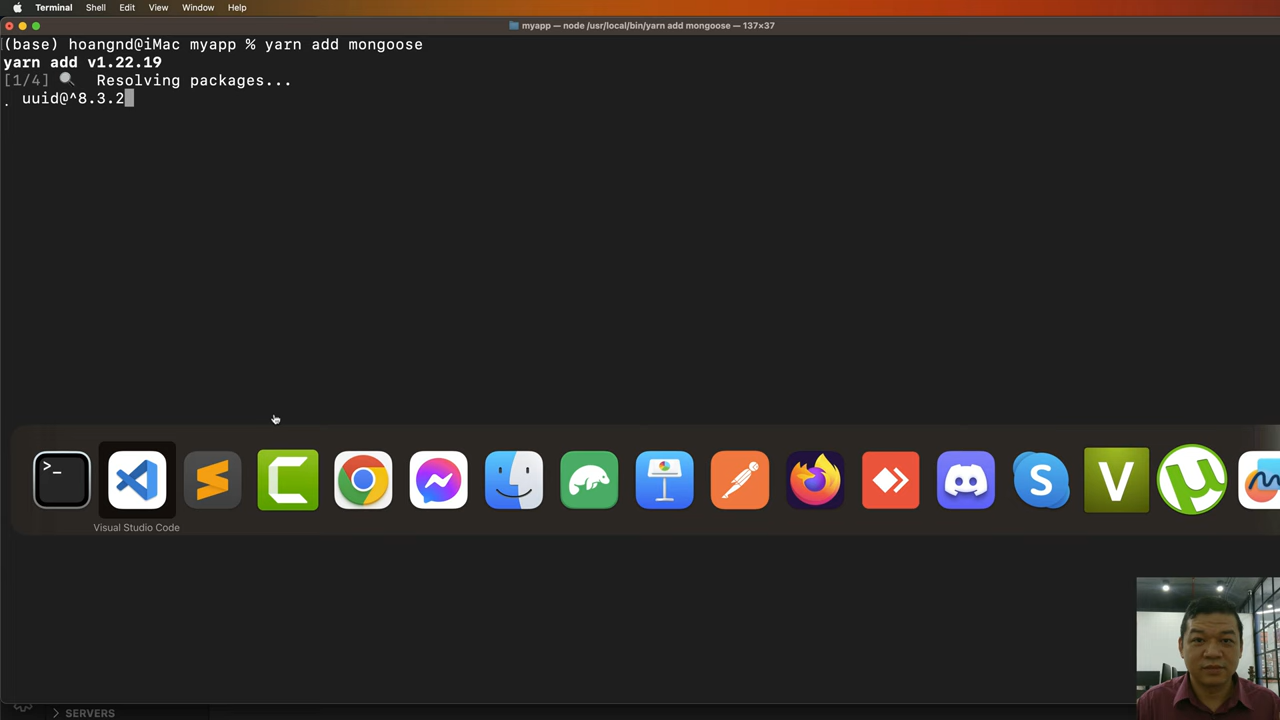 Terminal Shell Edit View Window Help
myapp — node /usr/local/bin/yarn add mongoose — 137×37
(base) hoangnd@iMac myapp % yarn add mongoose
yarn add v1.22.19
[1/4] 🔍 Resolving packages...
⠠ uuid@^8.3.2
>_
S
V
µ
Visual Studio Code
> SERVERS